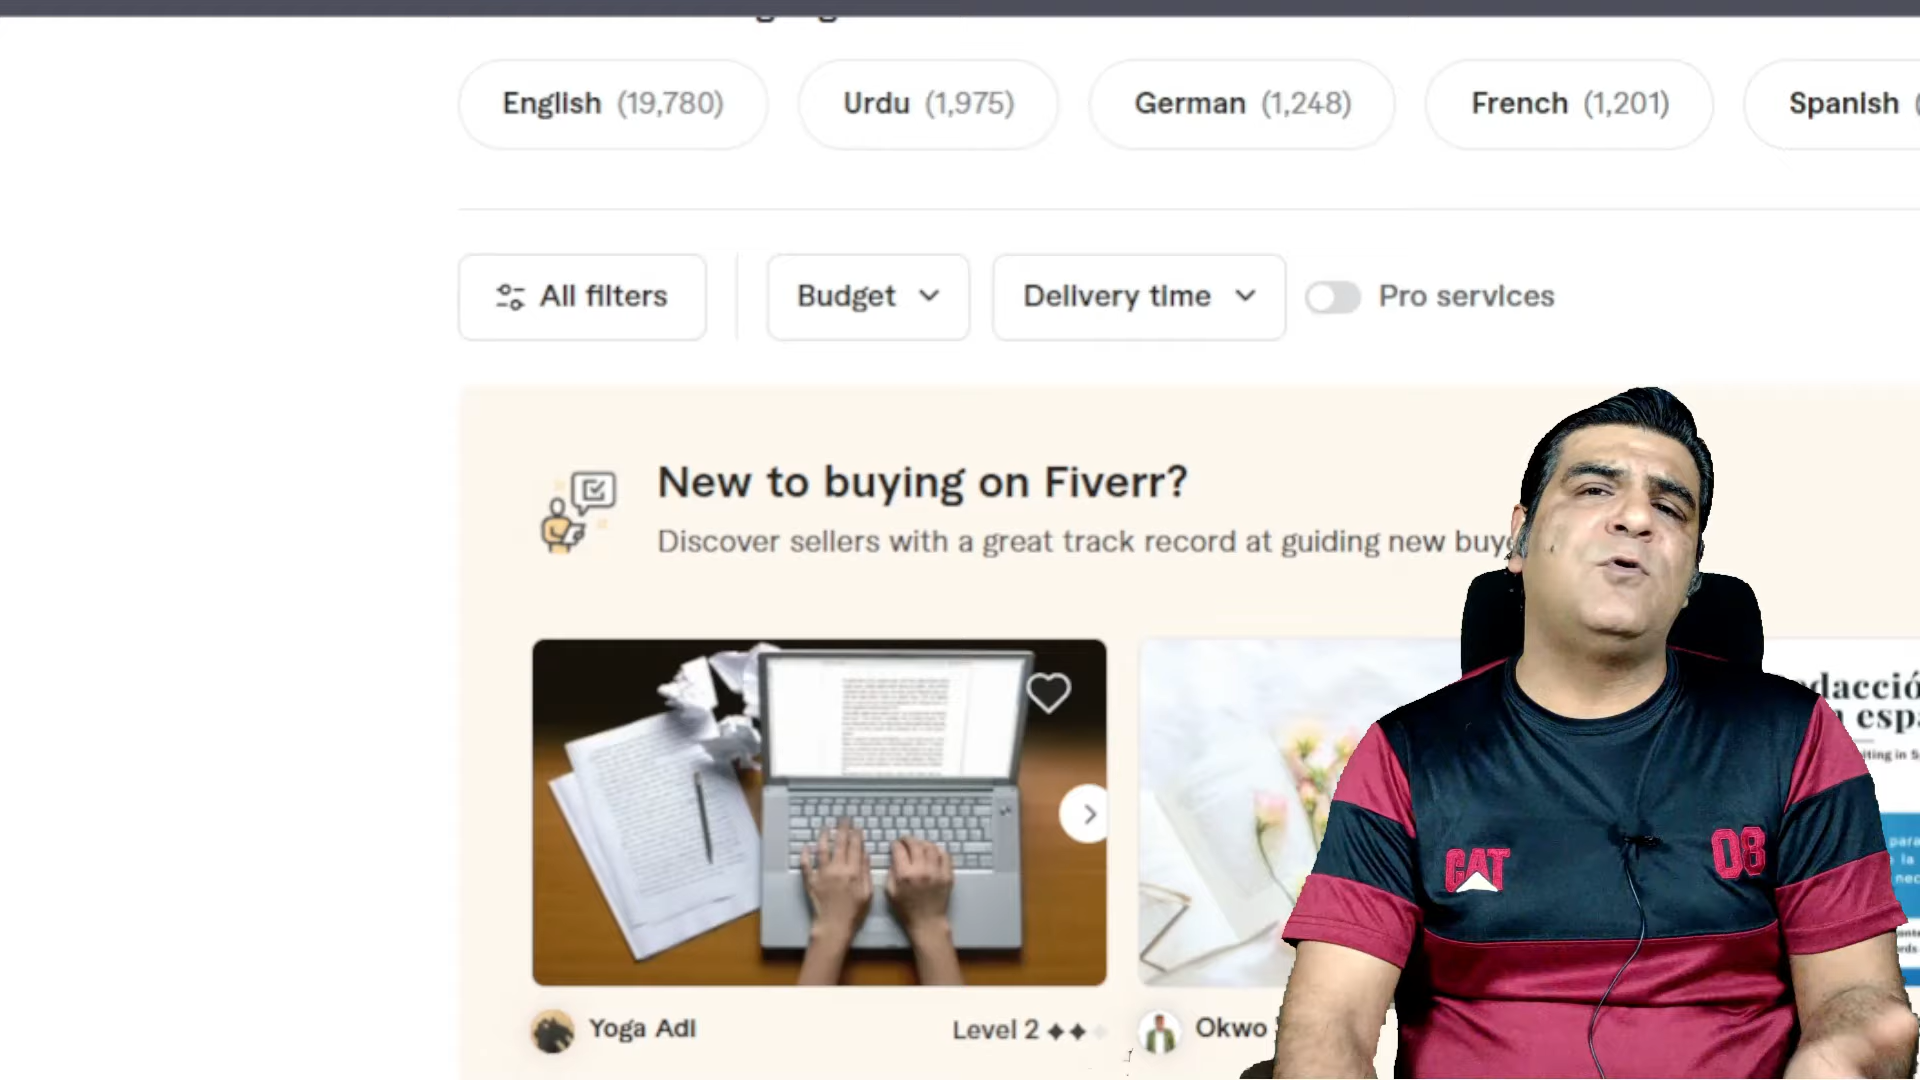 English (19,780)
Urdu (1,975)
German (1,248)
French (1,201)
Spanish
All filters
Budget
Delivery time
Pro services
New to buying on Fiverr?
Discover sellers with a great track record at guiding new
Yoga Adi
Level 2
Okwo
CAT
08
para
la